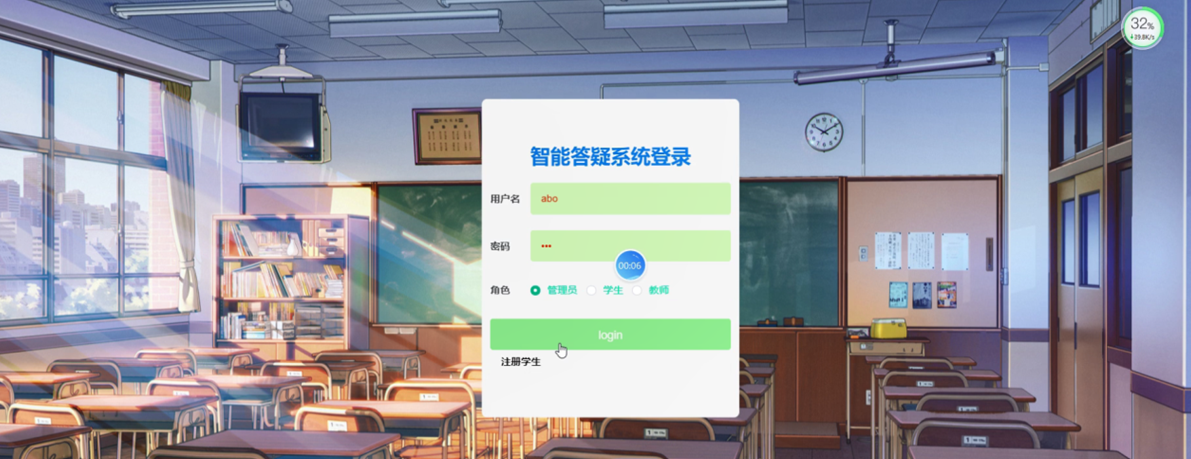 32%
↓39.8K/s
智能答疑系统登录
用户名 abo
密码 •••
00:06
角色 管理员 学生 教师
login
注册学生